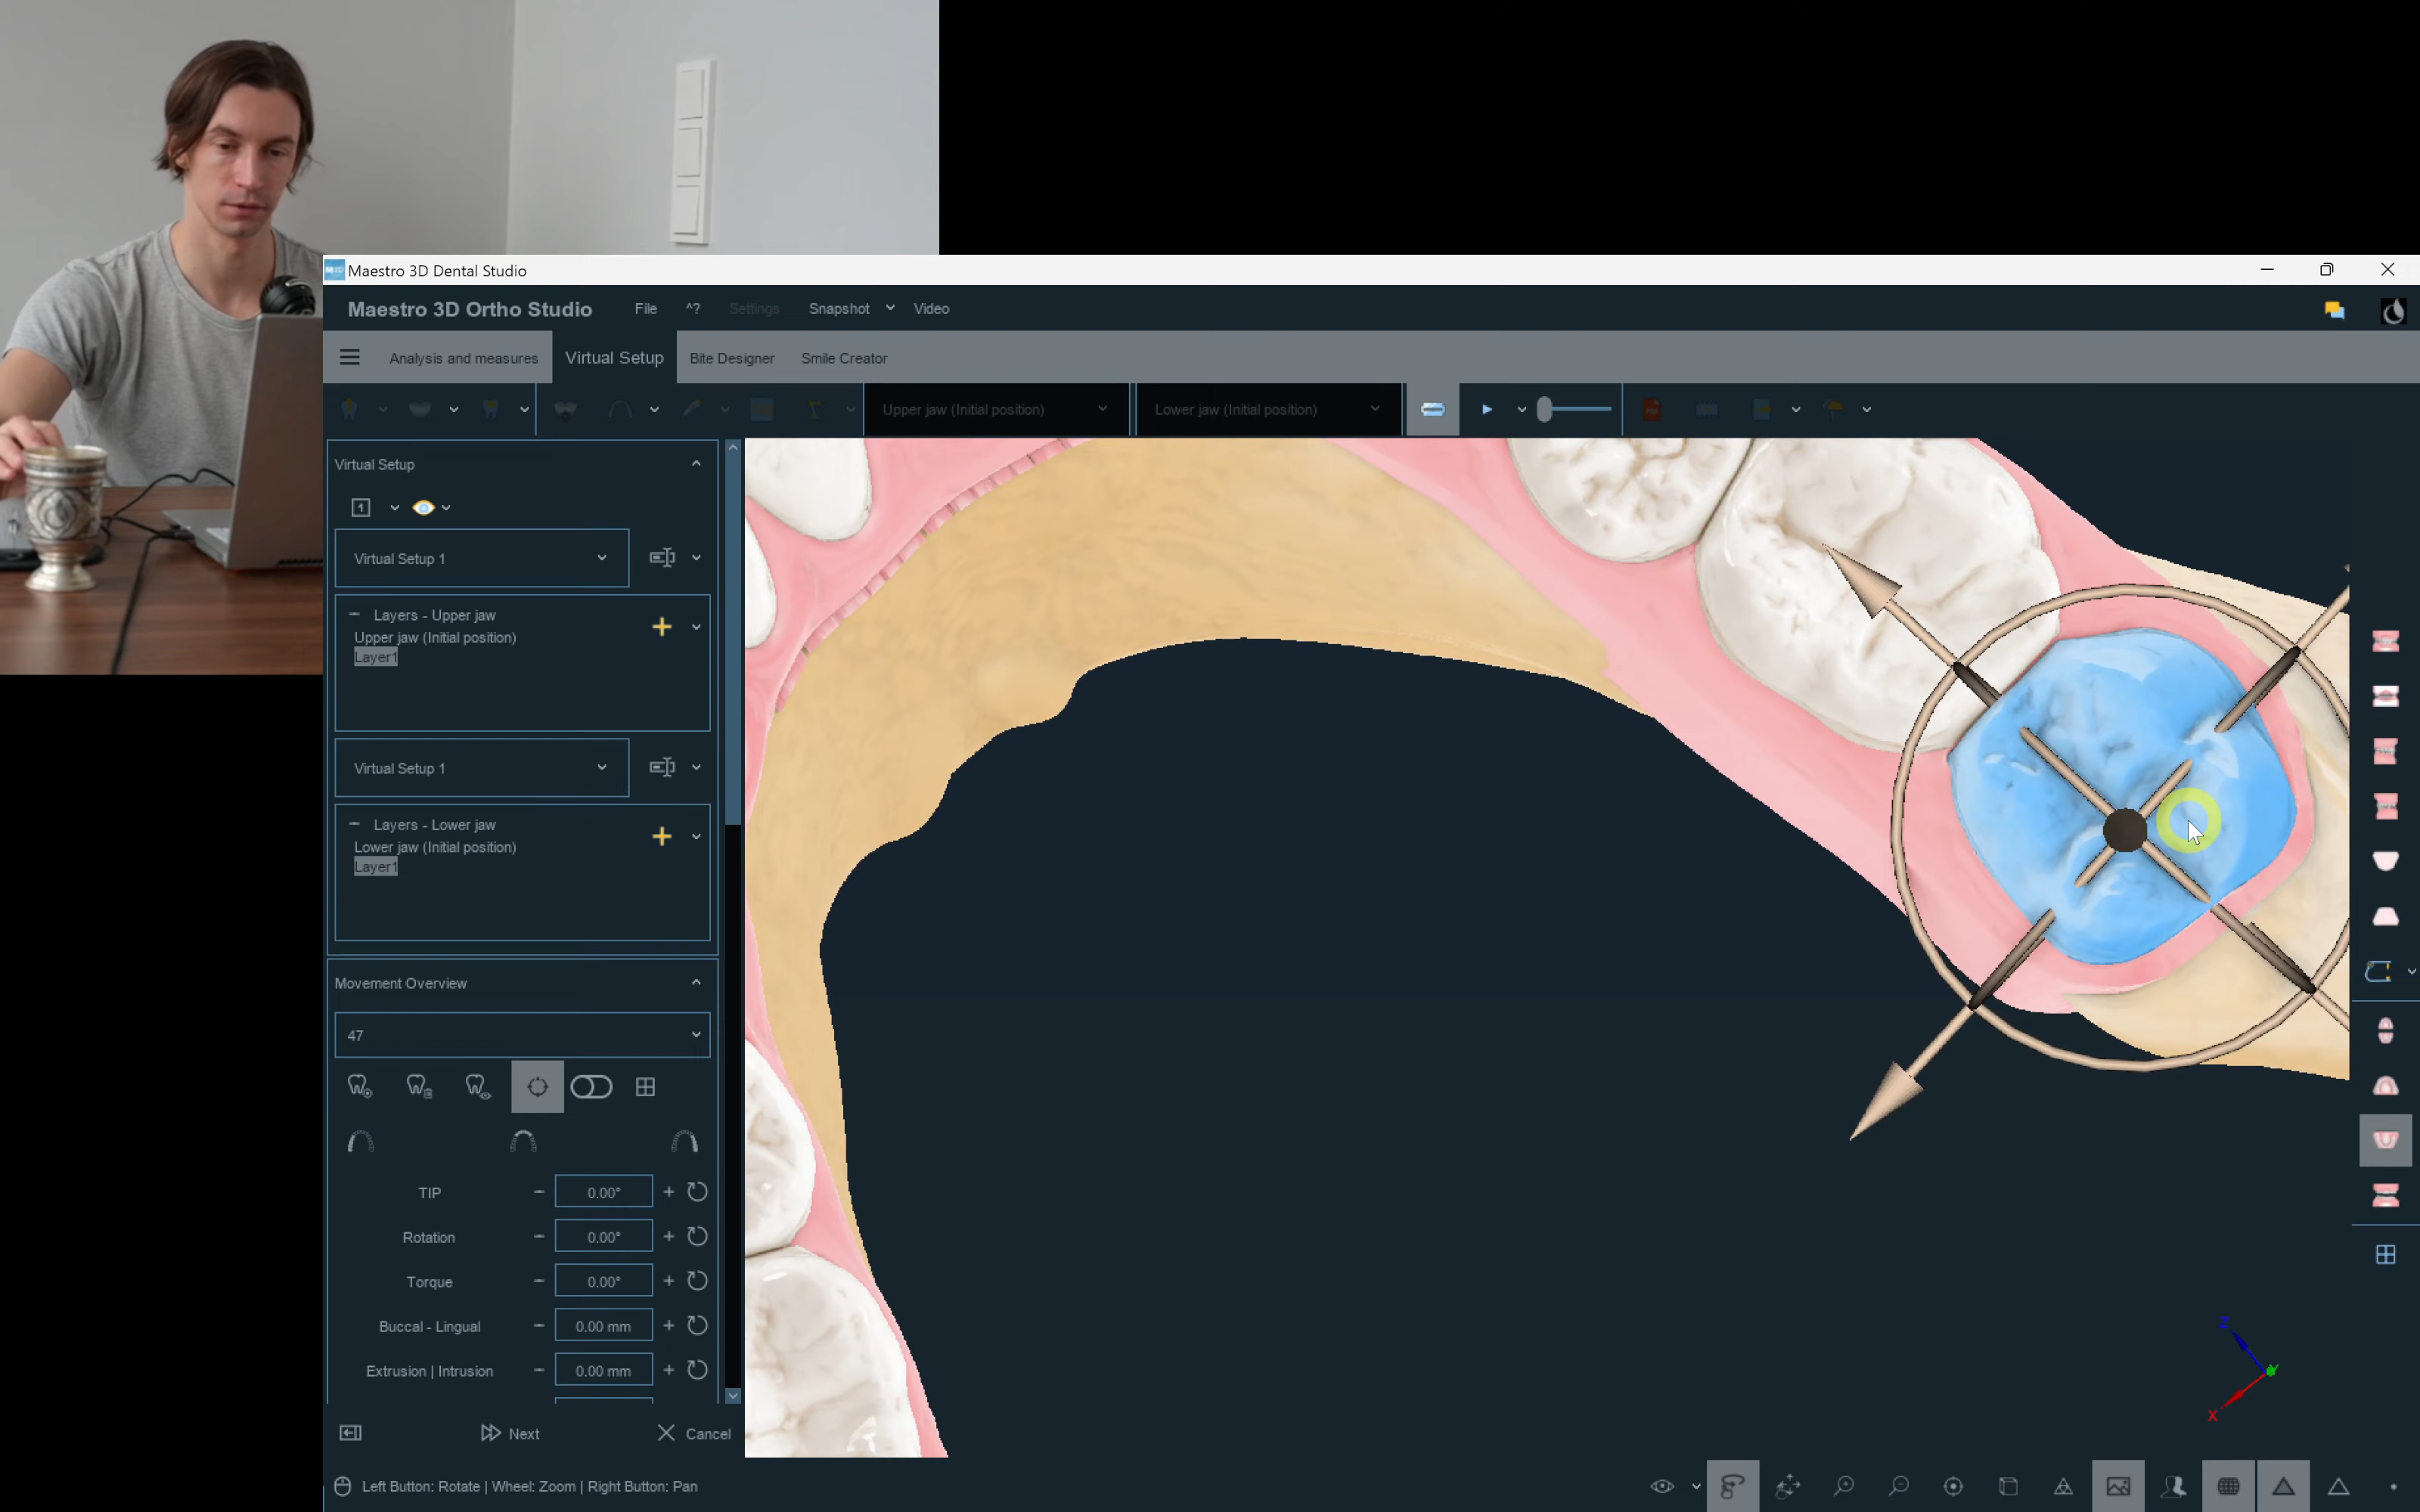 Maestro 3D Dental Studio
Maestro 3D Ortho Studio
File
^?
Settings
Snapshot
Video
Analysis and measures
Virtual Setup
Bite Designer
Smile Creator
Upper jaw (Initial position)
Lower jaw (Initial position)
PDF
Virtual Setup
1
Virtual Setup 1
Layers - Upper jaw
Upper jaw (Initial position)
Layer1
Virtual Setup 1
Layers - Lower jaw
Lower jaw (Initial position)
Layer1
Movement Overview
47
TIP
0.00°
Rotation
0.00°
Torque
0.00°
Buccal - Lingual
0.00 mm
Extrusion | Intrusion
0.00 mm
Next
Cancel
Left Button: Rotate | Wheel: Zoom | Right Button: Pan
Z
Y
X